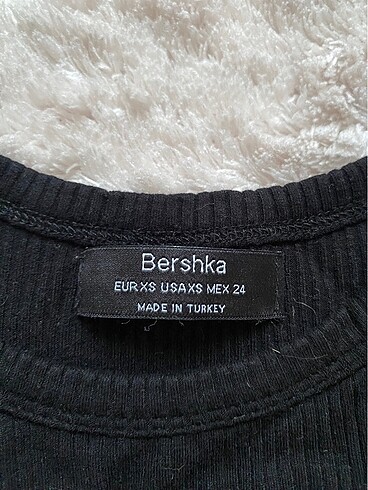 Bershka
EUR XS USA XS MEX 24
MADE IN TURKEY